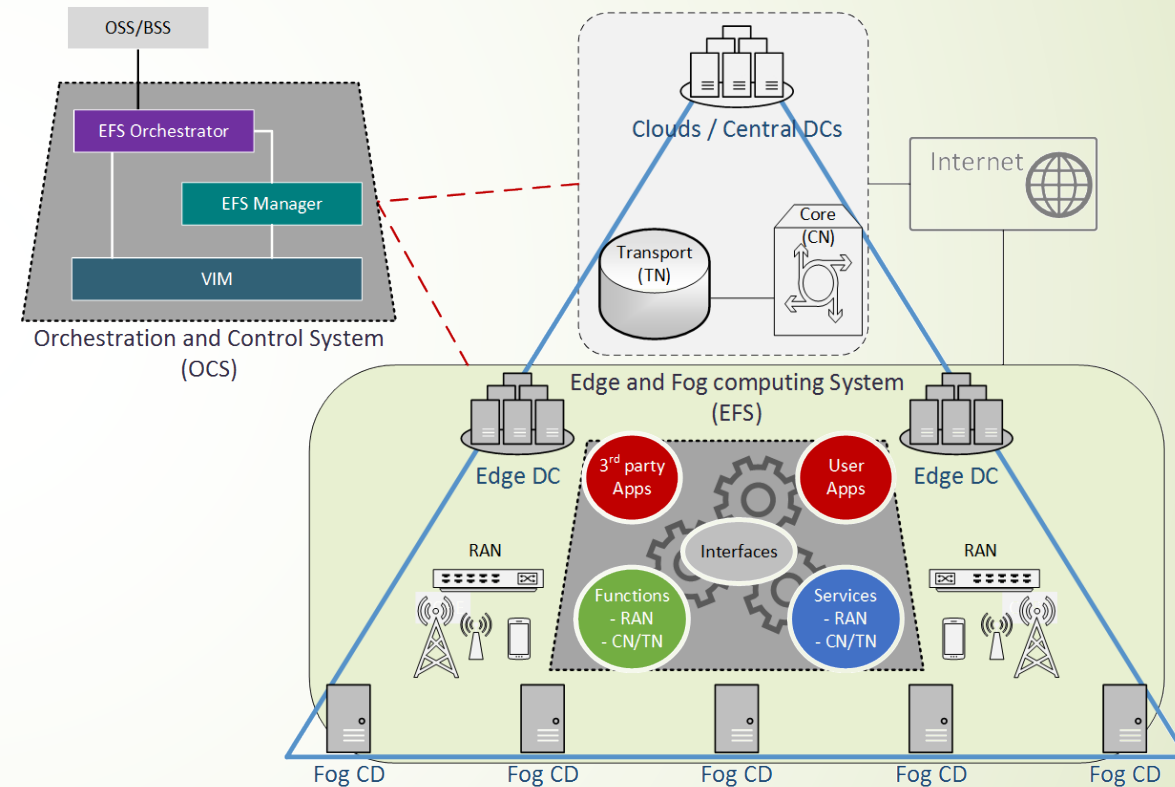 OSS/BSS
EFS Orchestrator
EFS Manager
VIM
Orchestration and Control System
(OCS)
Clouds / Central DCs
Internet
Transport
(TN)
Core
(CN)
Edge and Fog computing System
(EFS)
Edge DC
3rd party
Apps
User
Apps
Edge DC
Interfaces
RAN
RAN
Functions
- RAN
- CN/TN
Services
- RAN
- CN/TN
Fog CD
Fog CD
Fog CD
Fog CD
Fog CD